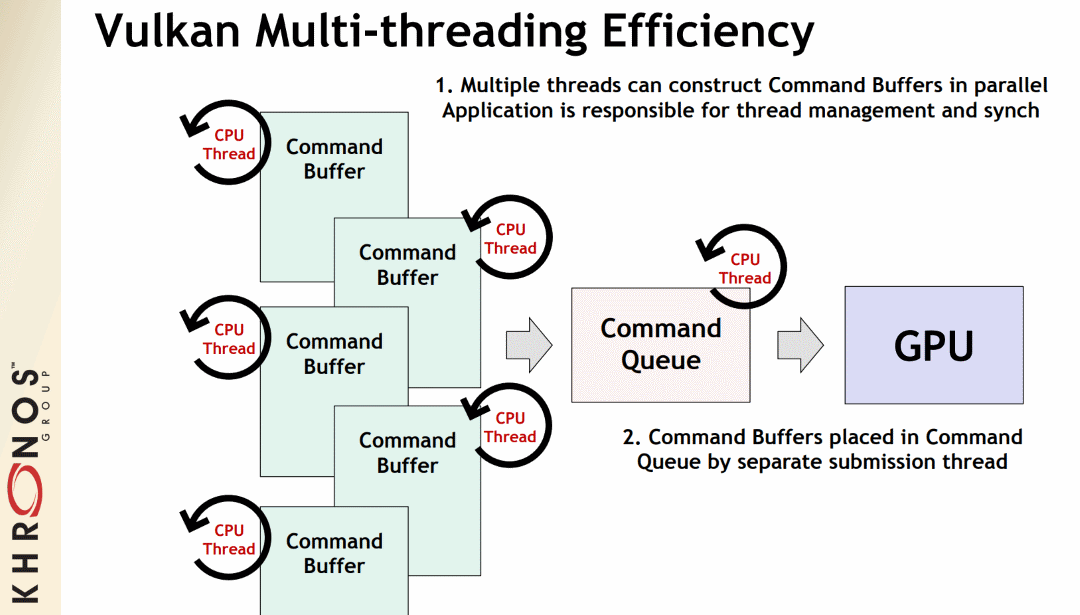 Vulkan Multi-threading Efficiency
1. Multiple threads can construct Command Buffers in parallel
Application is responsible for thread management and synch
CPU
Thread
Command
Buffer
Command
Buffer
CPU
Thread
CPU
Thread
Command
Buffer
Command
Buffer
CPU
Thread
CPU
Thread
Command
Buffer
CPU
Thread
Command
Queue
GPU
2. Command Buffers placed in Command
Queue by separate submission thread
KHRONOS™
GROUP